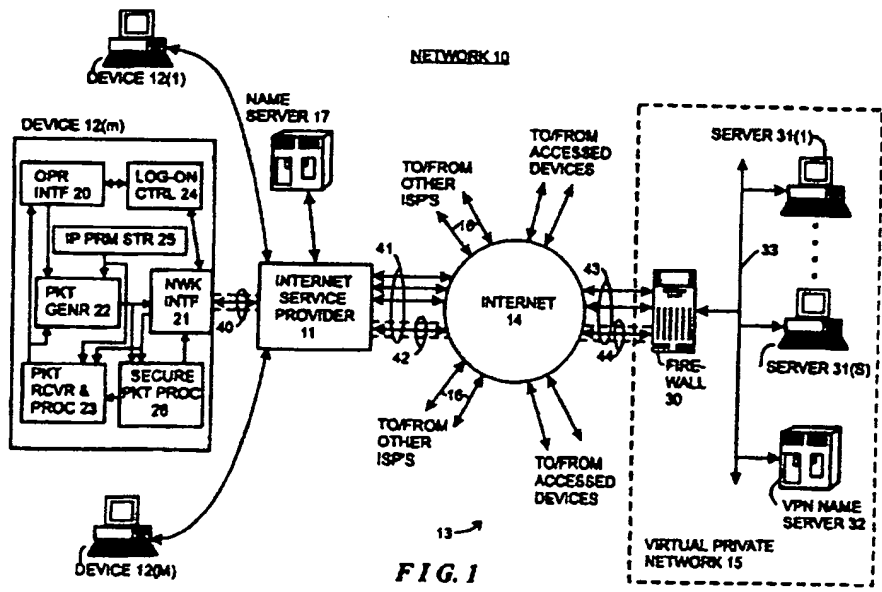 NETWORK 10
DEVICE 12(1)
NAME
SERVER 17
DEVICE 12(m)
OPR
INTF 20
LOG-ON
CTRL 24
IP PRM STR 25
PKT
GENR 22
NWK
INTF
21
PKT
RCVR &
PROC 23
SECURE
PKT PROC
26
40
INTERNET
SERVICE
PROVIDER
11
41
42
TO/FROM
OTHER
ISP'S
16
TO/FROM
ACCESSED
DEVICES
INTERNET
14
43
44
16
TO/FROM
OTHER
ISP'S
TO/FROM
ACCESSED
DEVICES
FIRE-
WALL
30
33
SERVER 31(1)
SERVER 31(S)
VPN NAME
SERVER 32
VIRTUAL PRIVATE
NETWORK 15
DEVICE 12(M)
13
FIG. 1